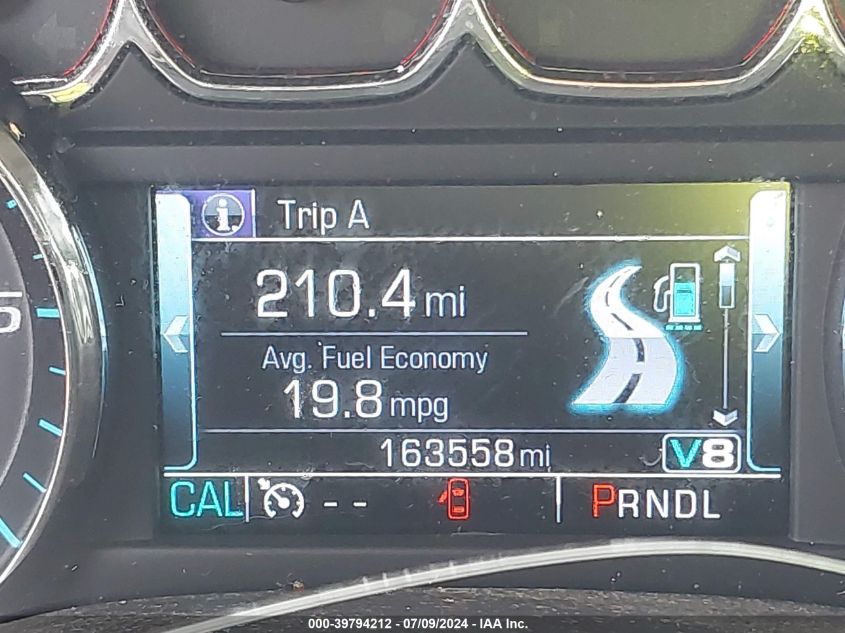 Trip A
210.4 mi
Avg. Fuel Economy
19.8 mpg
163558 mi V8
CAL -- PRNDL
5
000-39794212 - 07/09/2024 - IAA Inc.